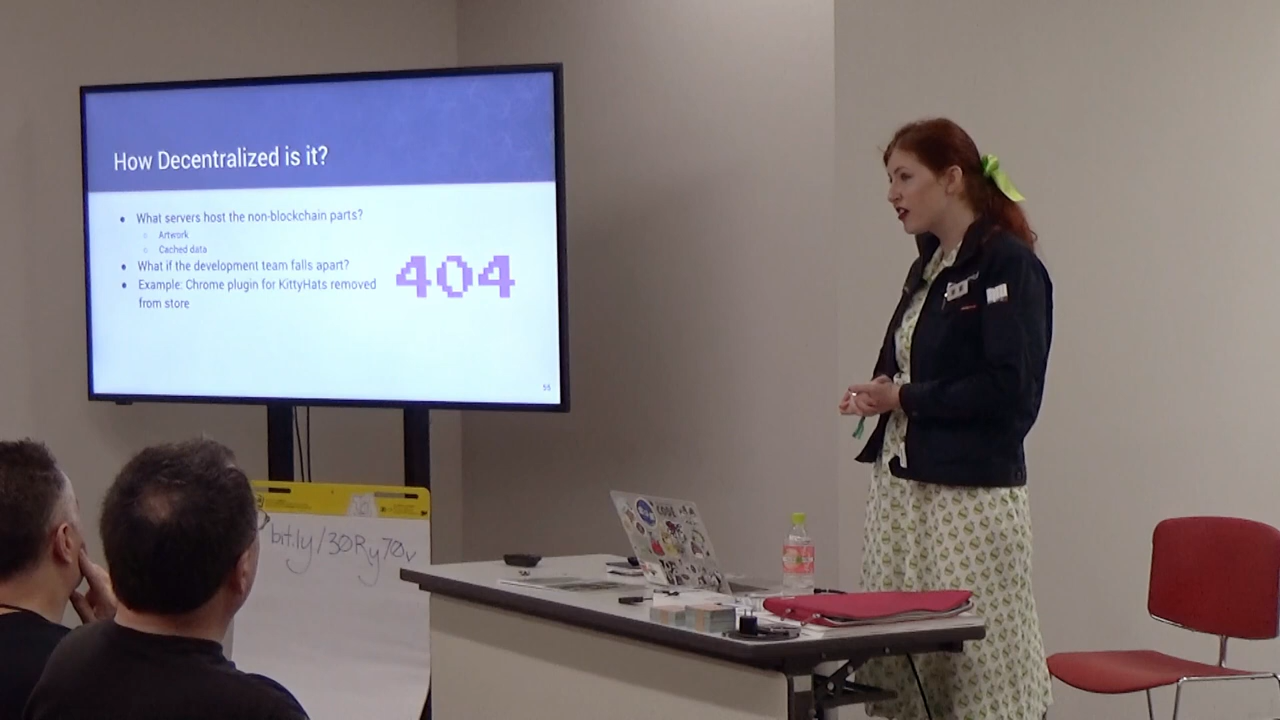 How Decentralized is it?
● What servers host the non-blockchain parts?
○ Artwork
○ Cached data
● What if the development team falls apart?
● Example: Chrome plugin for KittyHats removed
from store
404
55
bit.ly/30Ry70v
CODE